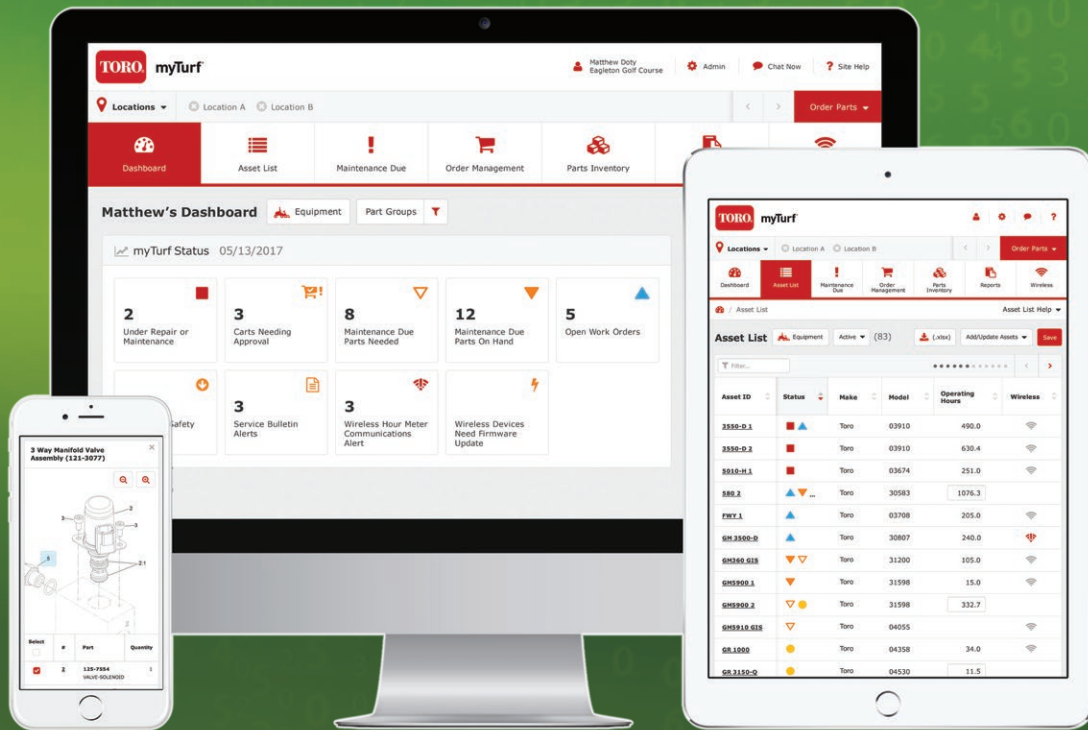 TORO. myTurf
Matthew Doty
Eagleton Golf Course
Admin
Chat Now
? Site Help
Locations
Location A
Location B
Order Parts
Dashboard
Asset List
Maintenance Due
Order Management
Parts Inventory
Matthew's Dashboard
Equipment
Part Groups
myTurf Status 05/13/2017
2
Under Repair or
Maintenance
3
Carts Needing
Approval
8
Maintenance Due
Parts Needed
12
Maintenance Due
Parts On Hand
5
Open Work Orders
Safety
3
Service Bulletin
Alerts
3
Wireless Hour Meter
Communications
Alert
Wireless Devices
Need Firmware
Update
3 Way Manifold Valve
Assembly (121-3077)
2
3
3
5
2:1
Select # Part Quantity
2 125-7554 1
VALVE-SOLENOID
TORO. myTurf
?
Locations
Location A
Location B
Order Parts
Dashboard
Asset List
Maintenance
Due
Order
Management
Parts
Inventory
Reports
Wireless
/ Asset List
Asset List Help
Asset List
Equipment
Active
(83)
(.xlsx)
Add/Update Assets
Save
Filter...
Asset ID Status Make Model Operating Hours Wireless
3550-D 1 Toro 03910 490.0
3550-D 2 Toro 03910 630.4
5010-H 1 Toro 03674 251.0
580 2 ... Toro 30583 1076.3
FWY 1 Toro 03708 205.0
GM 3500-D Toro 30807 240.0
GM360 GIS Toro 31200 105.0
GM5900 1 Toro 31598 15.0
GM5900 2 Toro 31598 332.7
GM5910 GIS Toro 04055
GR 1000 Toro 04358 34.0
GR 3150-Q Toro 04530 11.5